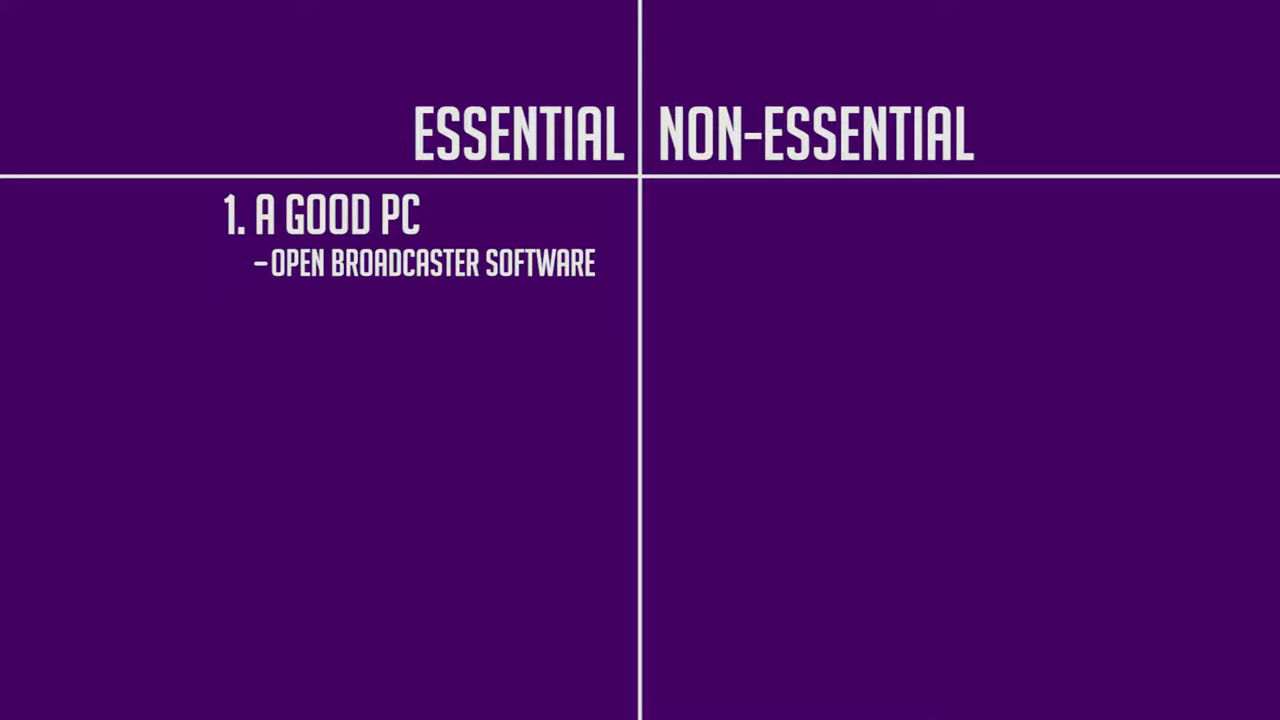 ESSENTIAL
NON-ESSENTIAL
1. A GOOD PC
–OPEN BROADCASTER SOFTWARE